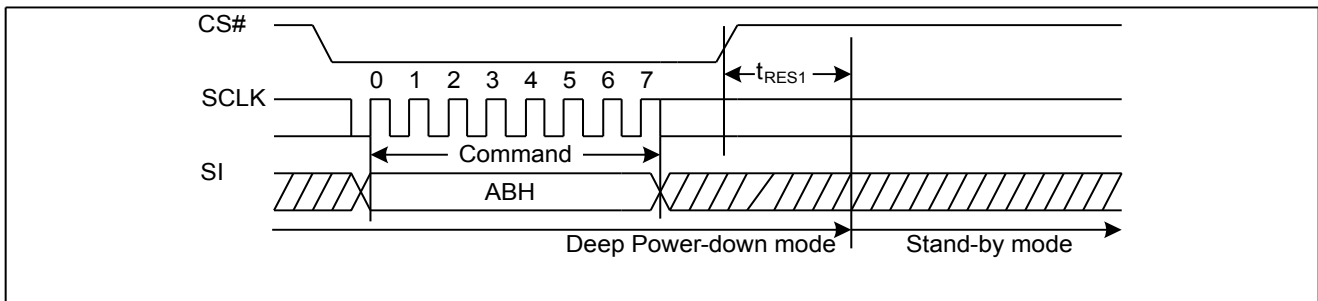 CS#
0 1 2 3 4 5 6 7
tRES1
SCLK
Command
SI
ABH
Deep Power-down mode Stand-by mode